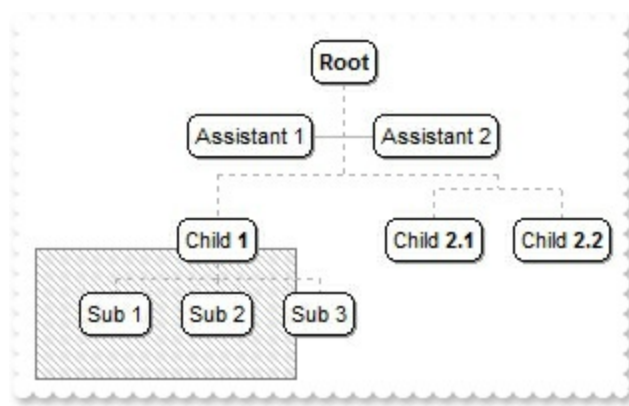 Root
Assistant 1 Assistant 2
Child 1 Child 2.1 Child 2.2
Sub 1 Sub 2 Sub 3